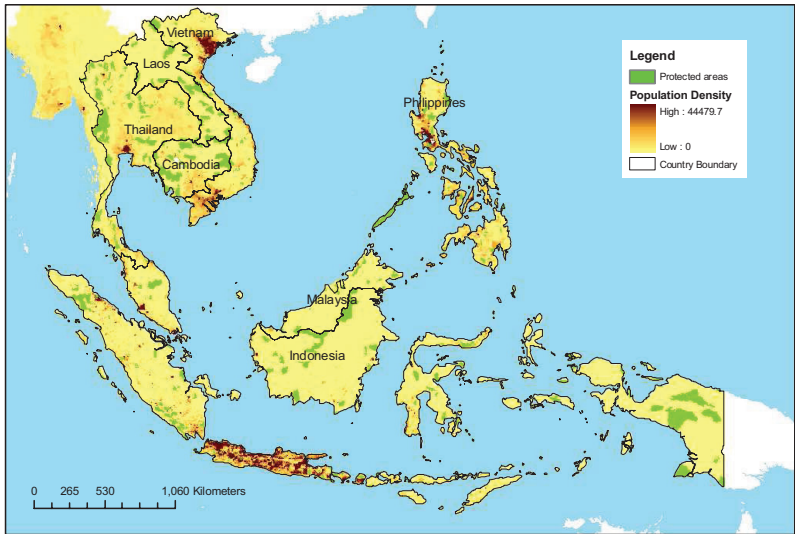 Vietnam
Laos
Thailand
Cambodia
Philippines
Malaysia
Indonesia
Legend
Protected areas
Population Density
High : 44479.7
Low : 0
Country Boundary
0 265 530 1,060 Kilometers